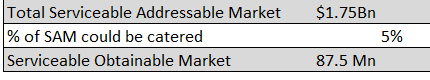 Total Serviceable Addressable Market $1.75Bn
% of SAM could be catered 5%
Serviceable Obtainable Market 87.5 Mn